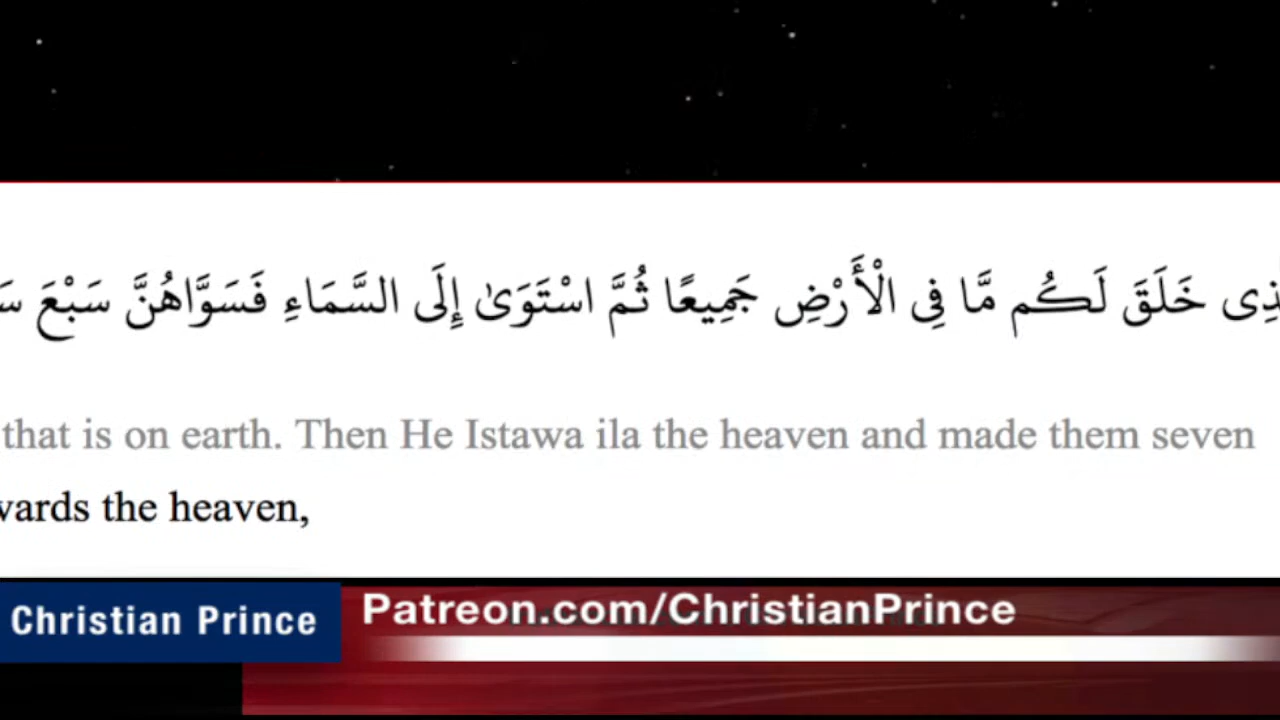 خَلَقَ لَكُم مَّا فِى الْأَرْضِ جَمِيعًا ثُمَّ اسْتَوَىٰ إِلَى السَّمَاءِ فَسَوَّاهُنَّ سَبْعَ
that is on earth. Then He Istawa ila the heaven and made them seven
the heaven,
Christian Prince
Patreon.com/ChristianPrince